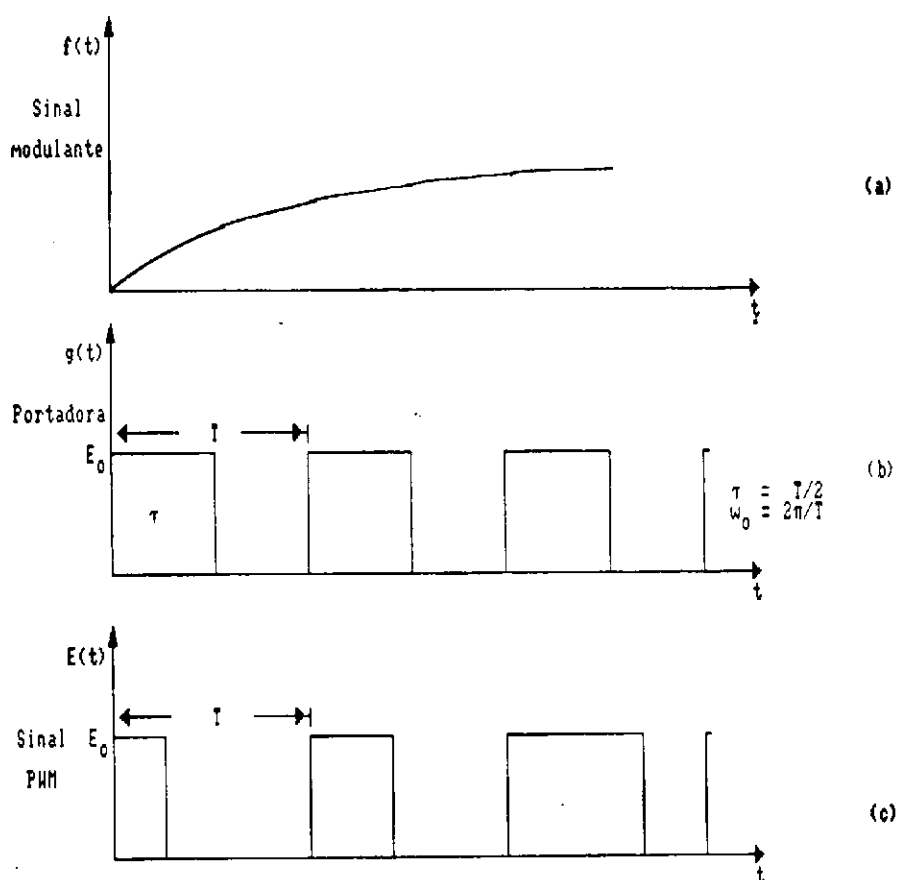 f(t)
Sinal
modulante
(a)
t
g(t)
Portadora
T
E₀
(b)
τ
τ = T/2
w₀ = 2π/T
t
E(t)
T
Sinal E₀
PWM
(c)
t